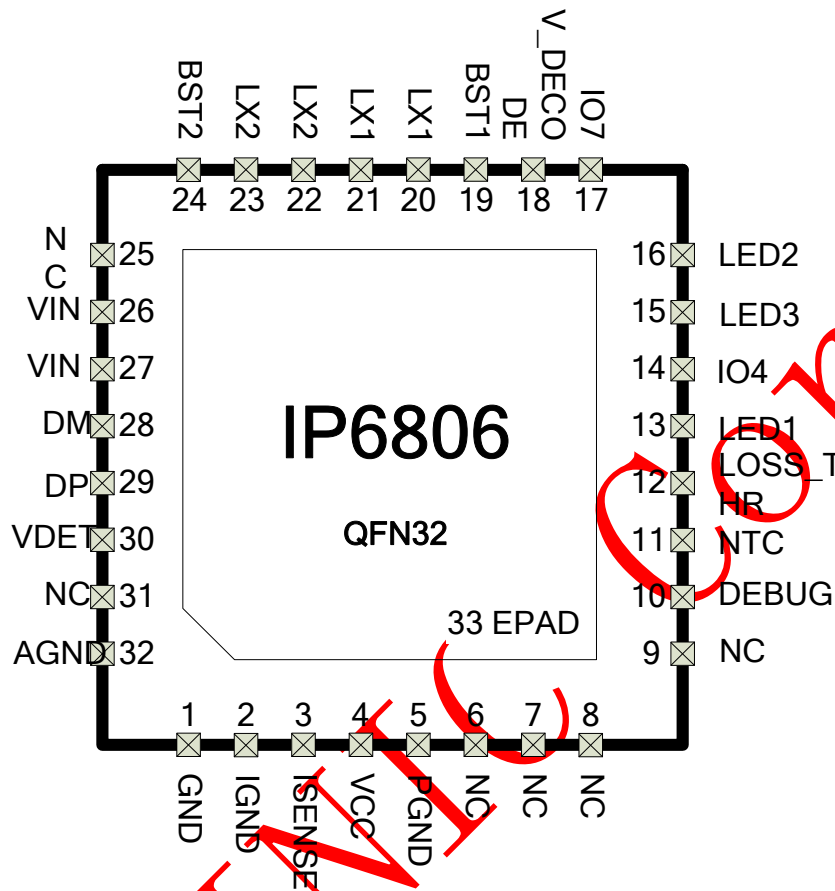 BST2
LX2
LX2
LX1
LX1
BST1
V_DECO
DE
IO7
24
23
22
21
20
19
18
17
N
C
25
VIN
26
VIN
27
DM
28
DP
29
VDET
30
NC
31
AGND
32
16
LED2
15
LED3
14
IO4
13
LED1
12
LOSS_T
HR
11
NTC
10
DEBUG
9
NC
IP6806
QFN32
33 EPAD
1
2
3
4
5
6
7
8
GND
IGND
ISENSE
VCC
PGND
NC
NC
NC